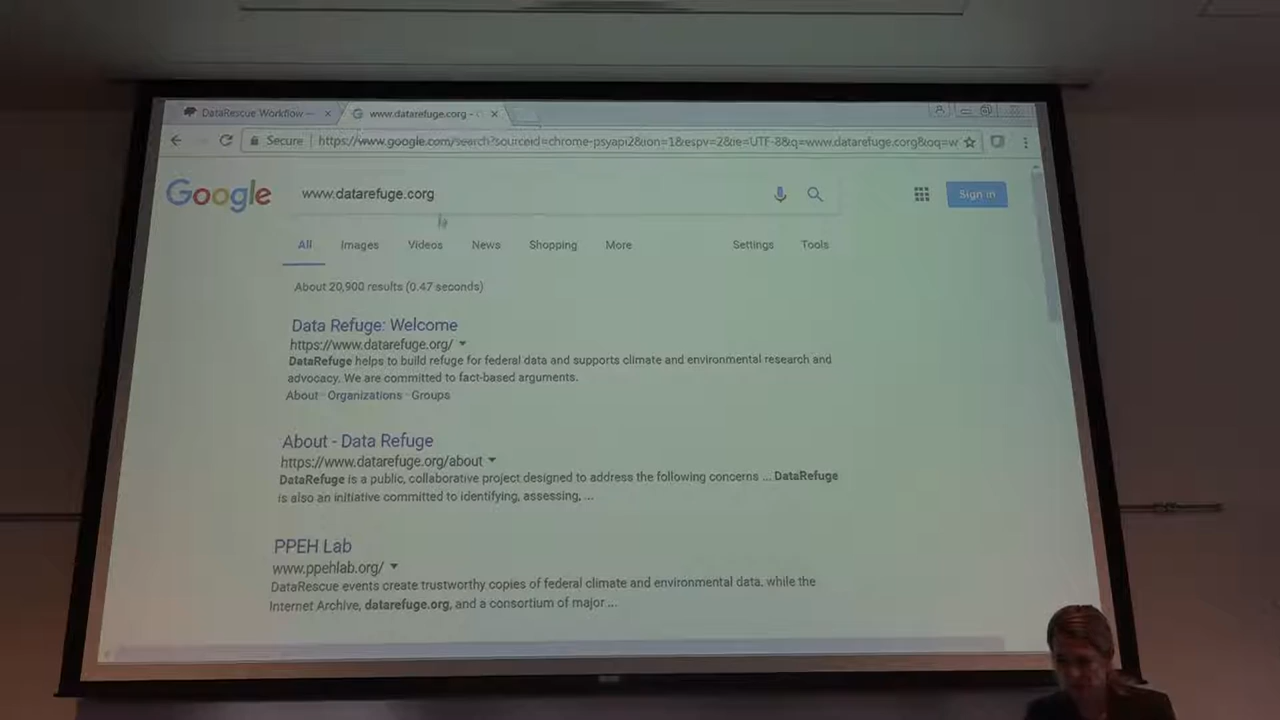 DataRescue Workflow —
www.datarefuge.corg -
Secure https://www.google.com/search?sourceid=chrome-psyapi2&ion=1&espv=2&ie=UTF-8&q=www.datarefuge.corg&oq=w
Google www.datarefuge.corg Sign in
All Images Videos News Shopping More Settings Tools
About 20,900 results (0.47 seconds)
Data Refuge: Welcome
https://www.datarefuge.org/
DataRefuge helps to build refuge for federal data and supports climate and environmental research and
advocacy. We are committed to fact-based arguments.
About · Organizations · Groups
About - Data Refuge
https://www.datarefuge.org/about
DataRefuge is a public, collaborative project designed to address the following concerns ... DataRefuge
is also an initiative committed to identifying, assessing, ...
PPEH Lab
www.ppehlab.org/
DataRescue events create trustworthy copies of federal climate and environmental data, while the
Internet Archive, datarefuge.org, and a consortium of major ...